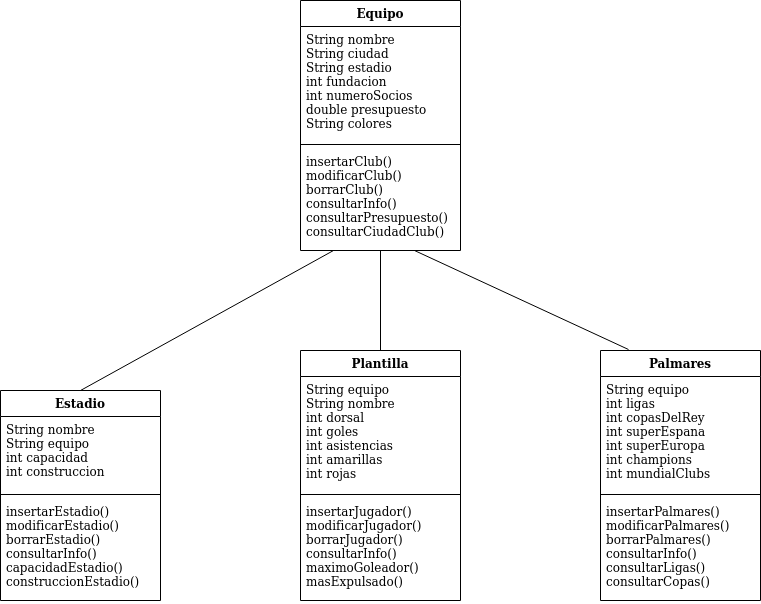 Equipo
String nombre
String ciudad
String estadio
int fundacion
int numeroSocios
double presupuesto
String colores
insertarClub()
modificarClub()
borrarClub()
consultarInfo()
consultarPresupuesto()
consultarCiudadClub()
Estadio
String nombre
String equipo
int capacidad
int construccion
insertarEstadio()
modificarEstadio()
borrarEstadio()
consultarInfo()
capacidadEstadio()
construccionEstadio()
Plantilla
String equipo
String nombre
int dorsal
int goles
int asistencias
int amarillas
int rojas
insertarJugador()
modificarJugador()
borrarJugador()
consultarInfo()
maximoGoleador()
masExpulsado()
Palmares
String equipo
int ligas
int copasDelRey
int superEspana
int superEuropa
int champions
int mundialClubs
insertarPalmares()
modificarPalmares()
borrarPalmares()
consultarInfo()
consultarLigas()
consultarCopas()